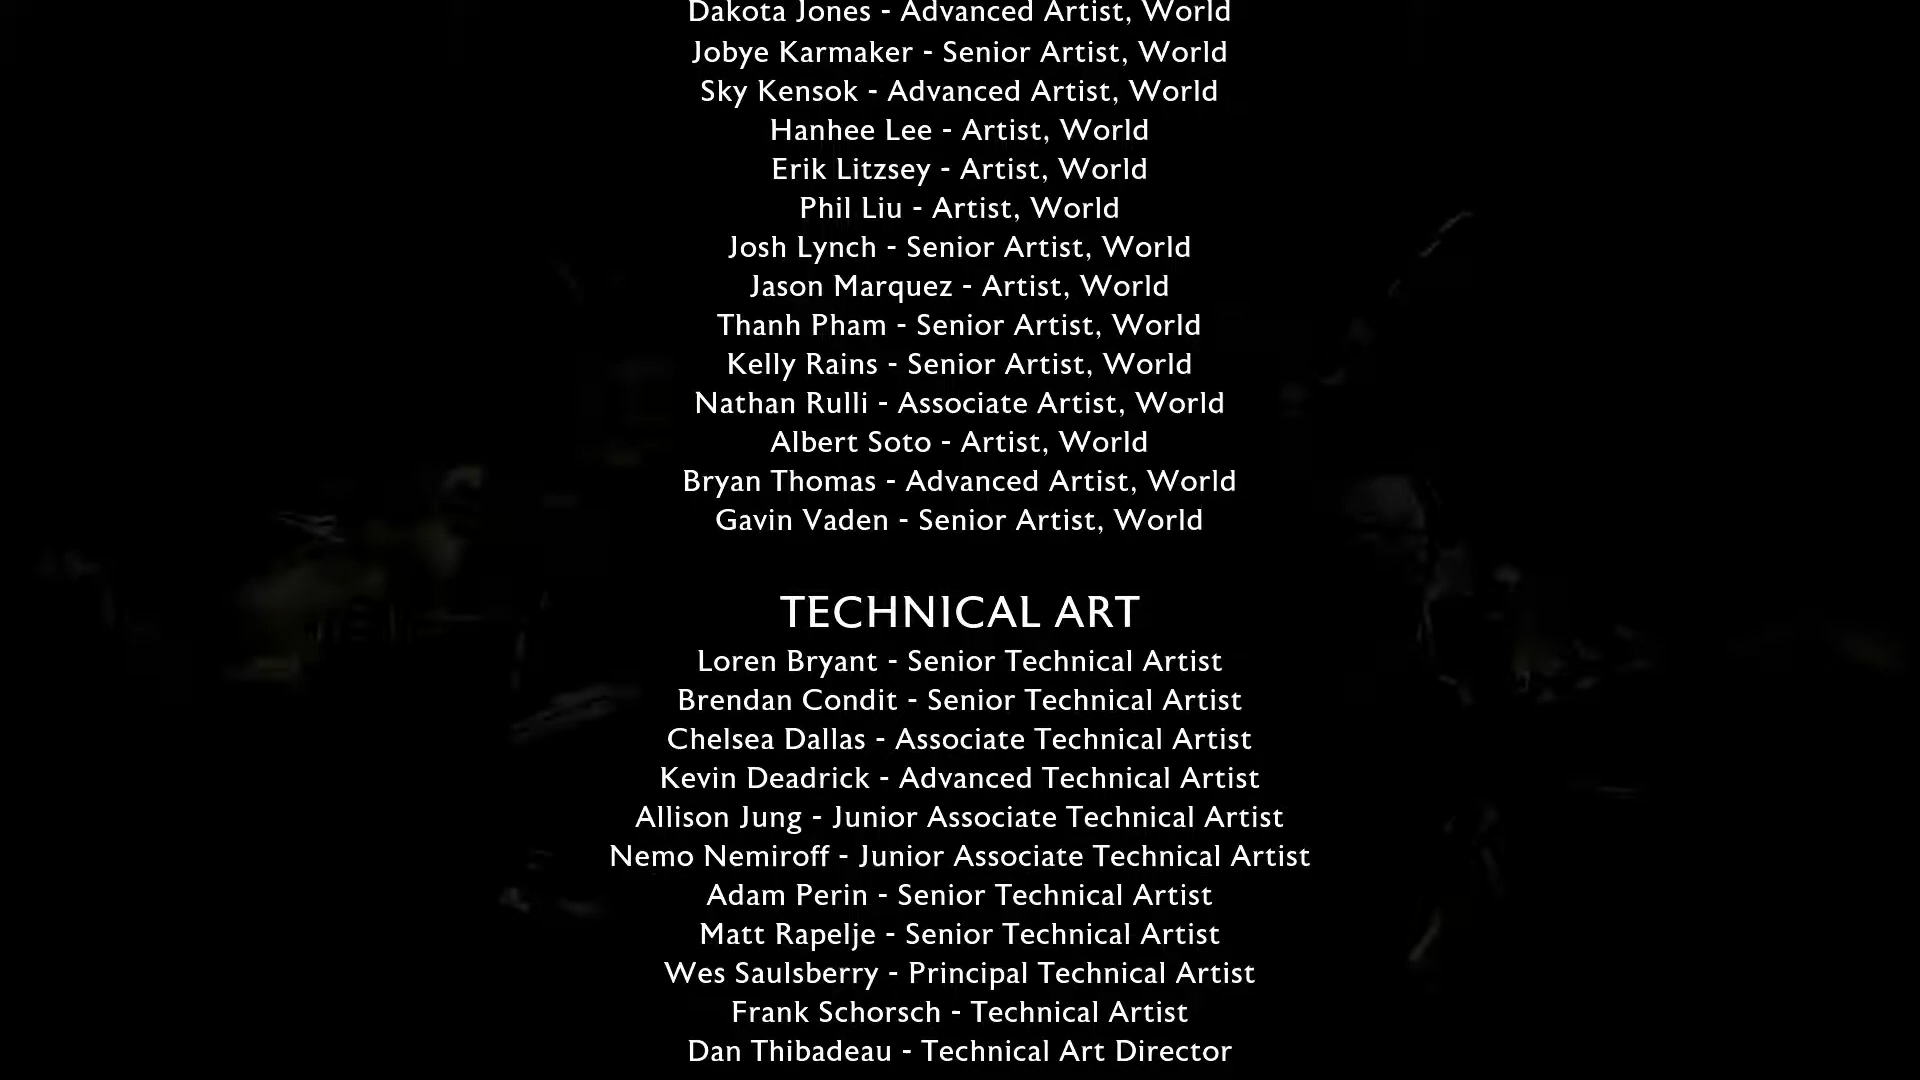 Dakota Jones - Advanced Artist, World
Jobye Karmaker - Senior Artist, World
Sky Kensok - Advanced Artist, World
Hanhee Lee - Artist, World
Erik Litzsey - Artist, World
Phil Liu - Artist, World
Josh Lynch - Senior Artist, World
Jason Marquez - Artist, World
Thanh Pham - Senior Artist, World
Kelly Rains - Senior Artist, World
Nathan Rulli - Associate Artist, World
Albert Soto - Artist, World
Bryan Thomas - Advanced Artist, World
Gavin Vaden - Senior Artist, World
TECHNICAL ART
Loren Bryant - Senior Technical Artist
Brendan Condit - Senior Technical Artist
Chelsea Dallas - Associate Technical Artist
Kevin Deadrick - Advanced Technical Artist
Allison Jung - Junior Associate Technical Artist
Nemo Nemiroff - Junior Associate Technical Artist
Adam Perin - Senior Technical Artist
Matt Rapelje - Senior Technical Artist
Wes Saulsberry - Principal Technical Artist
Frank Schorsch - Technical Artist
Dan Thibadeau - Technical Art Director